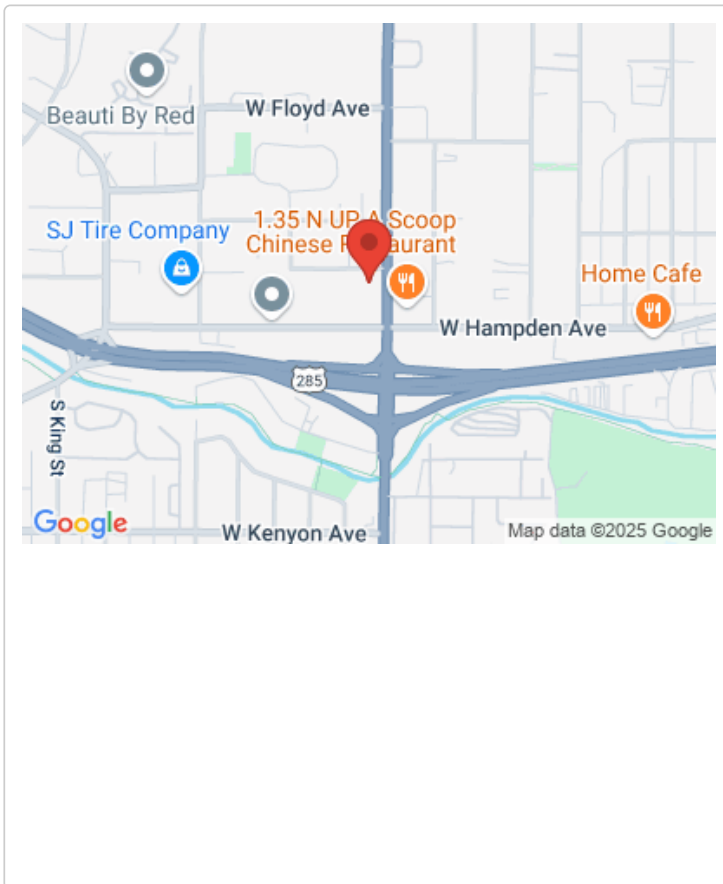 W Floyd Ave
Beauti By Red
1.35 N UP A Scoop
Chinese Restaurant
SJ Tire Company
Home Cafe
W Hampden Ave
285
S King St
Google
W Kenyon Ave
Map data ©2025 Google